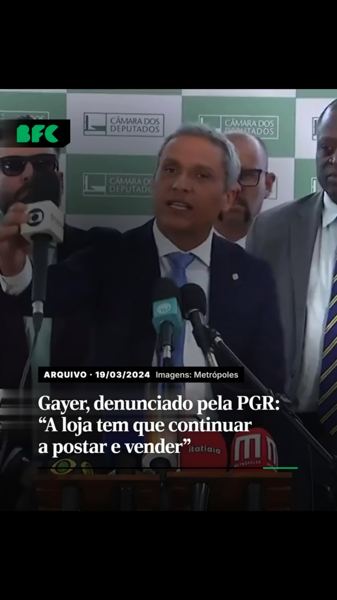 BFC
CÂMARA DOS
DEPUTADOS
CÂMARA DOS
DEPUTADOS
CÂMARA DOS
DEPUTADOS
ARQUIVO · 19/03/2024 Imagens: Metrópoles
Gayer, denunciado pela PGR:
“A loja tem que continuar
a postar e vender”
itatiaia
METRÓPOLES